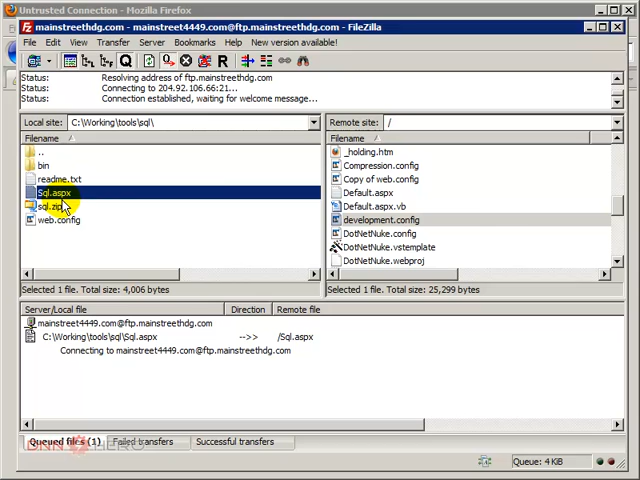 Untrusted Connection - Mozilla Firefox
mainstreethdg.com - mainstreet4449.com@ftp.mainstreethdg.com - FileZilla
File Edit View Transfer Server Bookmarks Help New version available!
Status: Resolving address of ftp.mainstreethdg.com
Status: Connecting to 204.92.106.66:21...
Status: Connection established, waiting for welcome message...
Local site: C:\Working\tools\sql\
Remote site: /
Filename
Filename
..
bin
readme.txt
Sql.aspx
sql.zip
web.config
_holding.htm
Compression.config
Copy of web.config
Default.aspx
Default.aspx.vb
development.config
DotNetNuke.config
DotNetNuke.vstemplate
DotNetNuke.webproj
Selected 1 file. Total size: 4,006 bytes
Selected 1 file. Total size: 25,299 bytes
Server/Local file Direction Remote file
mainstreet4449.com@ftp.mainstreethdg.com
C:\Working\tools\sql\Sql.aspx -->> /Sql.aspx
Connecting to mainstreet4449.com@ftp.mainstreethdg.com
Queued files (1) Failed transfers Successful transfers
DNN HERO
Queue: 4 KiB